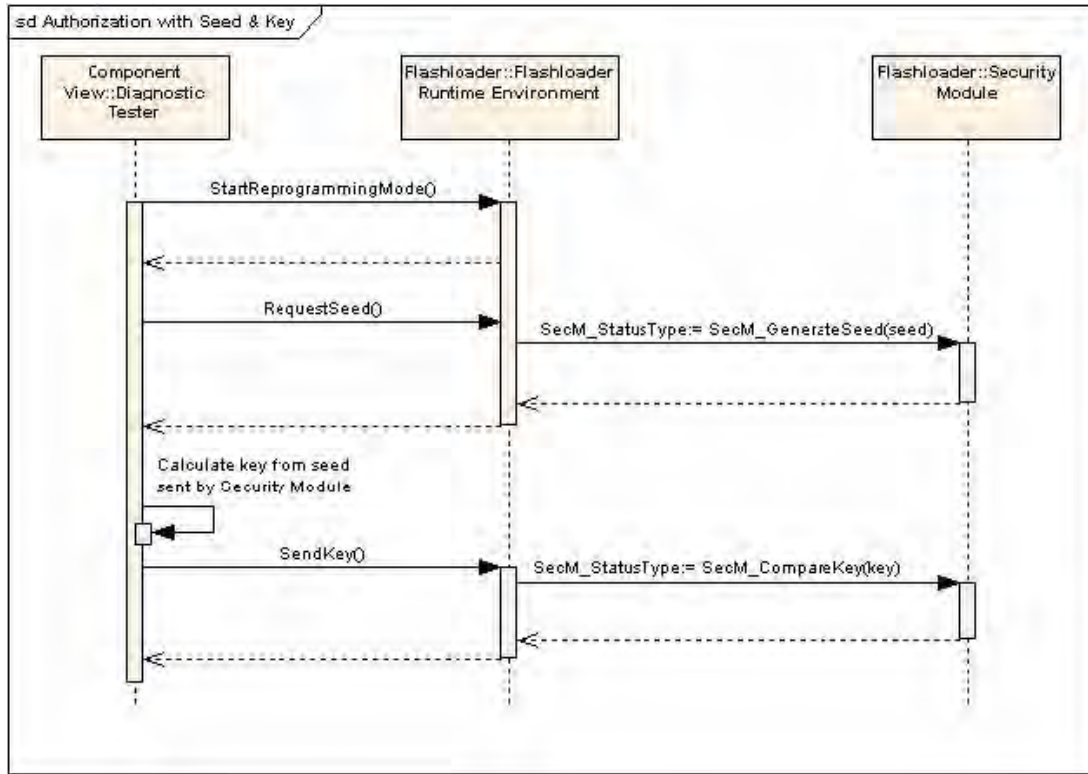 sd Authorization with Seed & Key
Component
View::Diagnostic
Tester
Flashloader::Flashloader
Runtime Environment
Flashloader::Security
Module
StartReprogrammingMode()
RequestSeed()
SecM_StatusType:= SecM_GenerateSeed(seed)
Calculate key from seed
sent by Security Module
SendKey()
SecM_StatusType:= SecM_CompareKey(key)